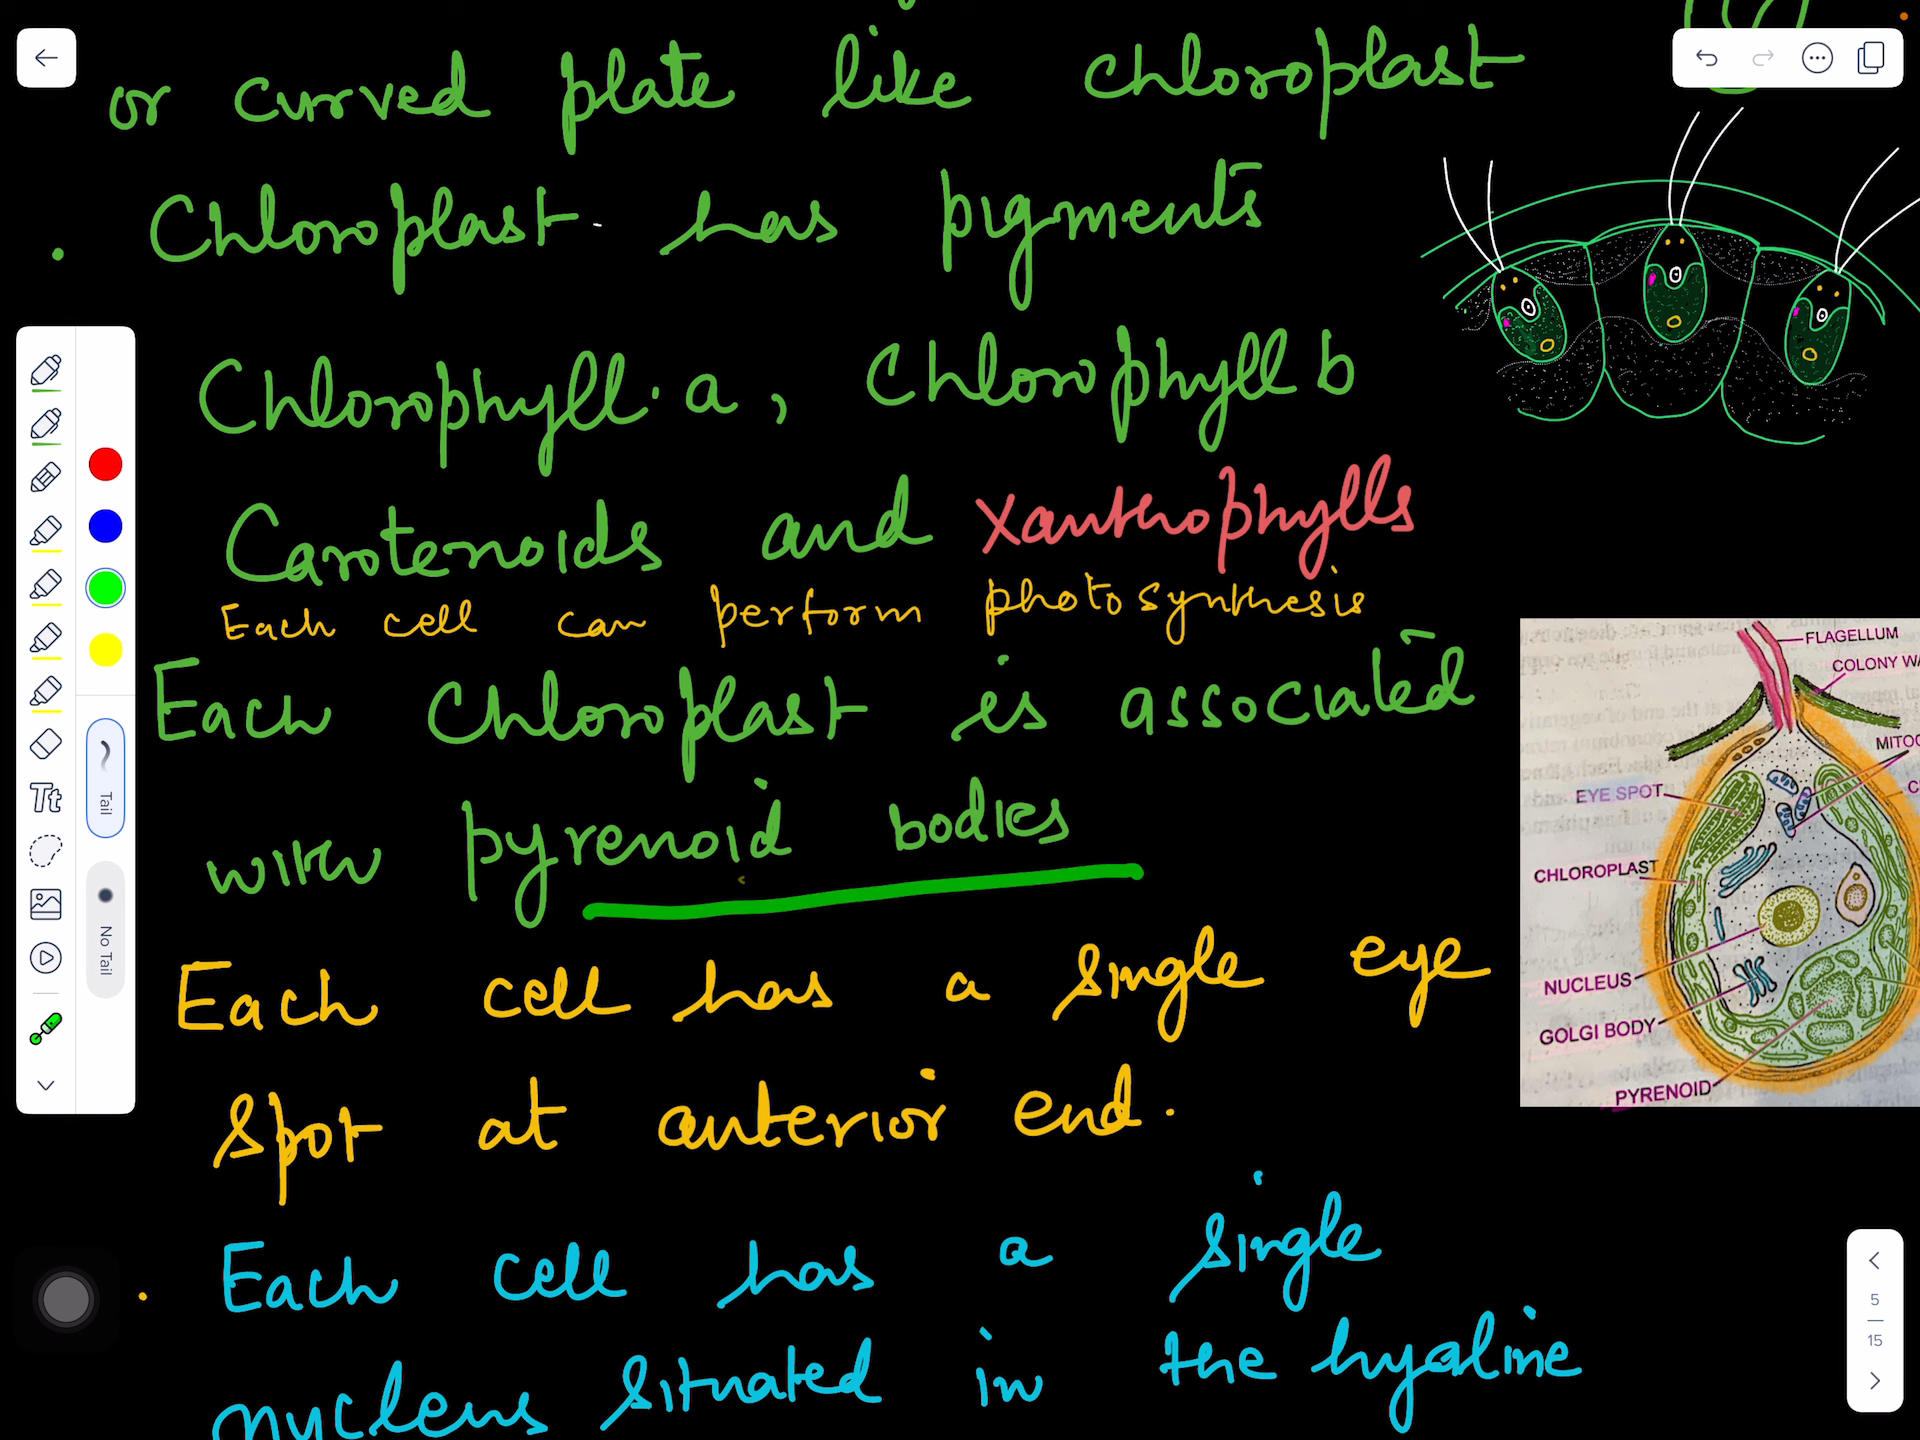 or curved plate like chloroplast
. Chloroplast has pigments
Chlorophyll.a, Chlorophyll b
Carotenoids and Xanthophylls
Each cell can perform photosynthesis
Each chloroplast is associated
with pyrenoid bodies
Each cell has a single eye
spot at anterior end.
. Each cell has a single
nucleus situated in the hyaline
FLAGELLUM
COLONY WA
MITOC
EYE SPOT
C
CHLOROPLAST
NUCLEUS
GOLGI BODY
PYRENOID
Tt
Tail
No Tail
5
15